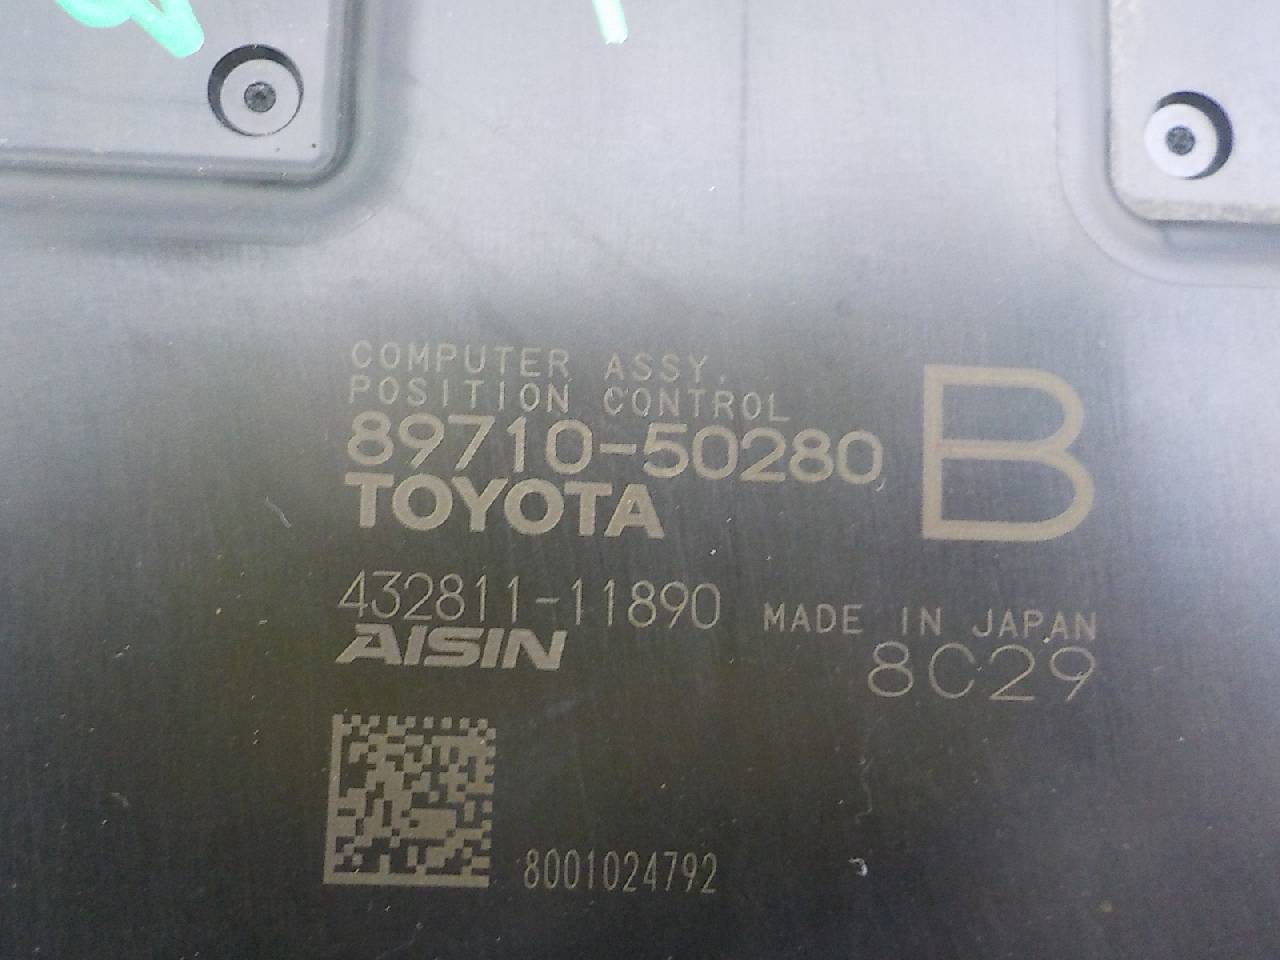 COMPUTER ASSY,
POSITION CONTROL
89710-50280
TOYOTA
B
432811-11890
AISIN
MADE IN JAPAN
8C29
8001024792